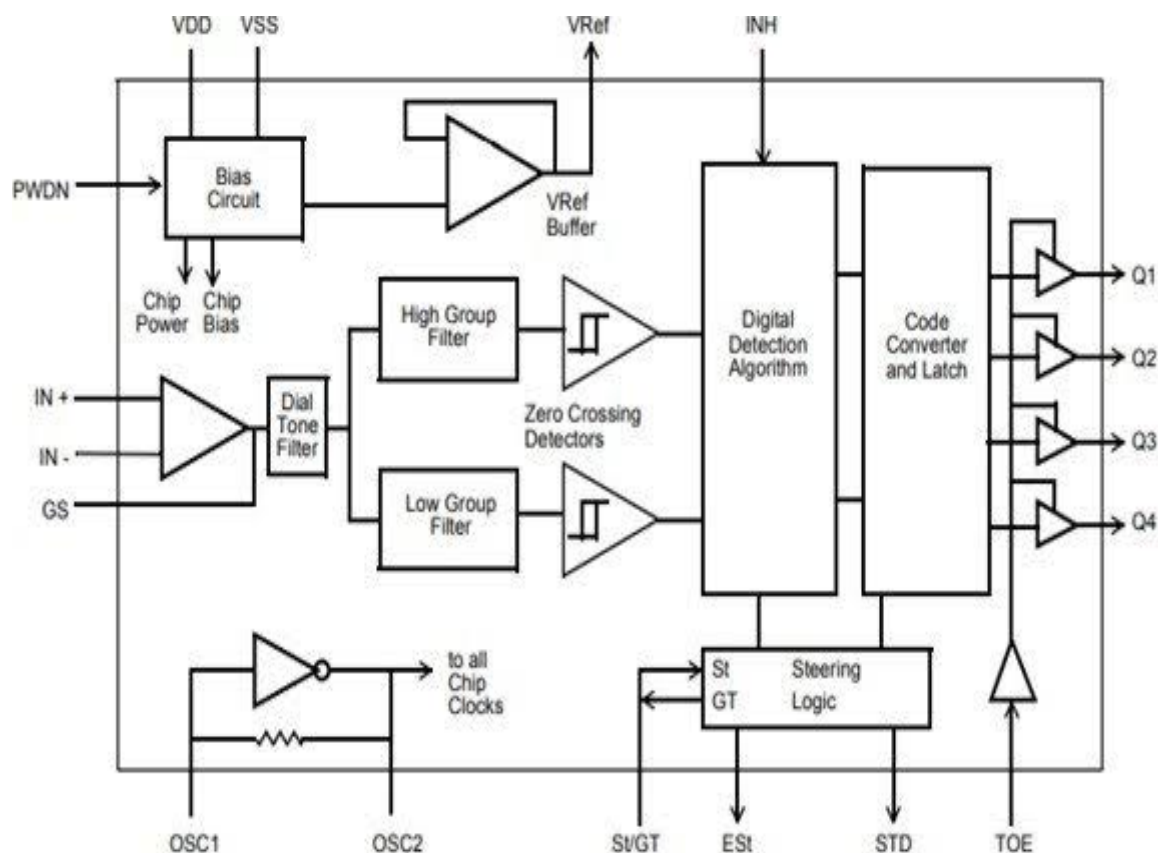 VDD
VSS
VRef
INH
PWDN
Bias
Circuit
VRef
Buffer
Chip
Power
Chip
Bias
High Group
Filter
Digital
Detection
Algorithm
Code
Converter
and Latch
Q1
Q2
Q3
Q4
IN +
IN -
GS
Dial
Tone
Filter
Zero Crossing
Detectors
Low Group
Filter
to all
Chip
Clocks
St
GT
Steering
Logic
OSC1
OSC2
St/GT
ESt
STD
TOE